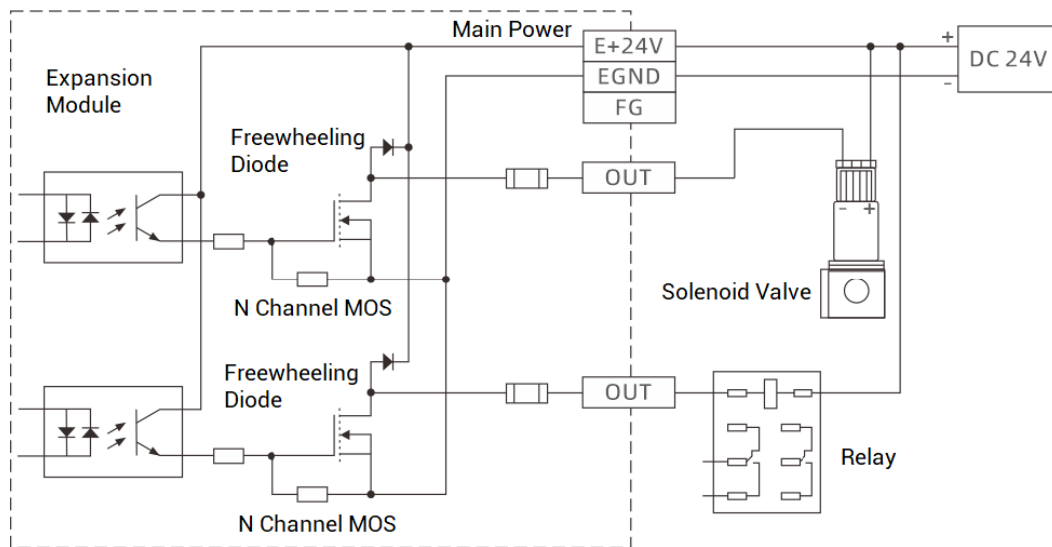 Main Power
E+24V
EGND
FG
+
-
DC 24V
Expansion
Module
Freewheeling
Diode
OUT
- +
Solenoid Valve
N Channel MOS
Freewheeling
Diode
OUT
Relay
N Channel MOS